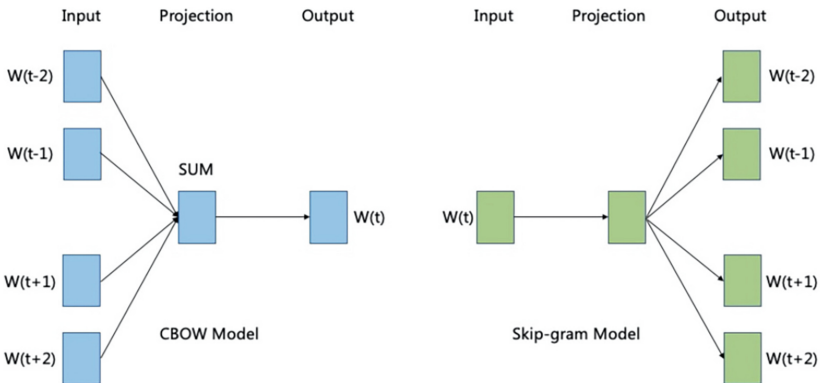 Input Projection Output Input Projection Output
W(t-2) W(t-2)
W(t-1) W(t-1)
SUM
W(t) W(t)
W(t+1) W(t+1)
CBOW Model Skip-gram Model
W(t+2) W(t+2)